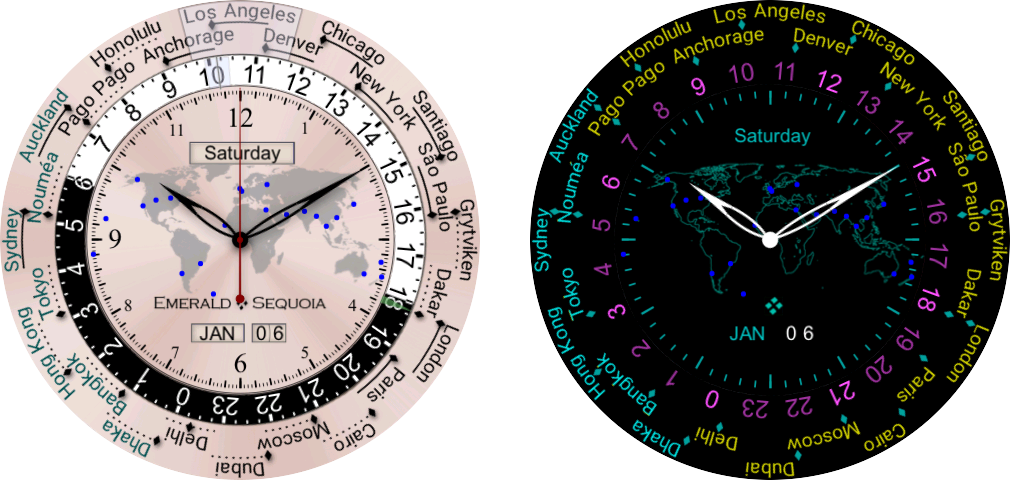 Los Angeles
Denver
Chicago
New York
Santiago
São Paulo
Grytviken
Dakar
London
Paris
Cairo
Moscow
Dubai
Delhi
Dhaka
Bangkok
Hong Kong
Tokyo
Sydney
Nouméa
Auckland
Pago Pago
Honolulu
Anchorage
10 11 12 13 14 15 16 17 18 19 20 21 22 23 0 1 2 3 4 5 6 7 8 9
12
1
4
6
7
8
9
11
Saturday
EMERALD SEQUOIA
JAN 06
Los Angeles
Denver
Chicago
New York
Santiago
São Paulo
Grytviken
Dakar
London
Paris
Cairo
Moscow
Dubai
Delhi
Dhaka
Bangkok
Hong Kong
Tokyo
Sydney
Nouméa
Auckland
Pago Pago
Honolulu
Anchorage
10 11 12 13 14 15 16 17 18 19 20 21 22 23 0 1 2 3 4 5 6 7 8 9
Saturday
JAN 06